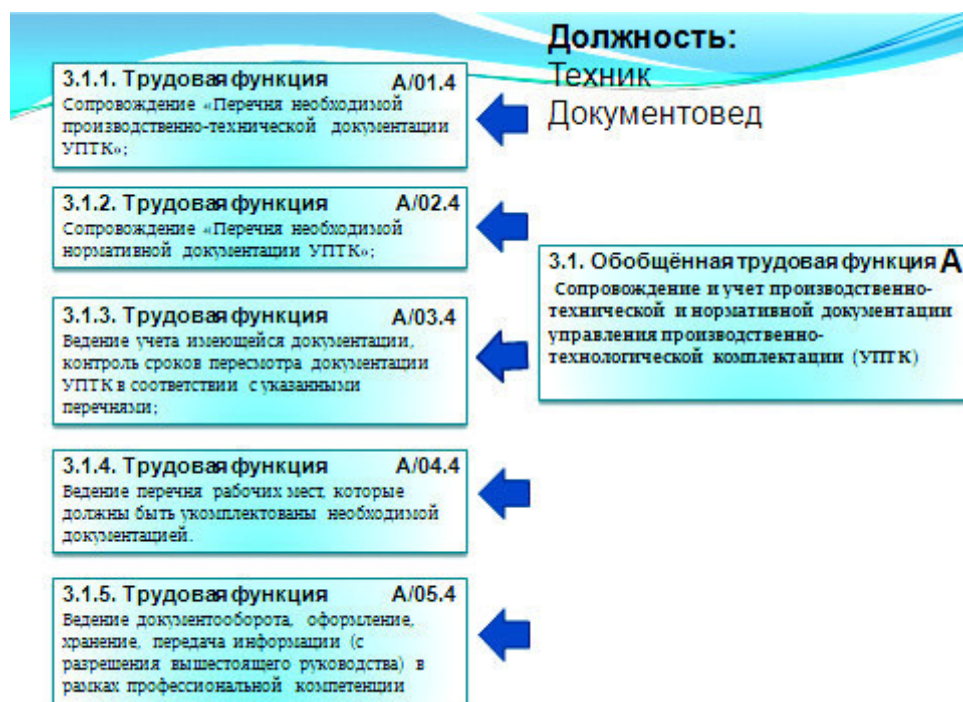 Должность:
Техник
Документовед
3.1.1. Трудовая функция А/01.4
Сопровождение «Перечня необходимой
производственно-технической документации
УПТК»;
3.1.2. Трудовая функция А/02.4
Сопровождение «Перечня необходимой
нормативной документации УПТК»;
3.1.3. Трудовая функция А/03.4
Ведение учета имеющейся документации,
контроль сроков пересмотра документации
УПТК в соответствии с указанными
перечнями;
3.1.4. Трудовая функция А/04.4
Ведение перечня рабочих мест, которые
должны быть укомплектованы необходимой
документацией.
3.1.5. Трудовая функция А/05.4
Ведение документооборота, оформление,
хранение, передача информации (с
разрешения вышестоящего руководства) в
рамках профессиональной компетенции
3.1. Обобщённая трудовая функция А
Сопровождение и учет производственно-
технической и нормативной документации
управления производственно-
технологической комплектации (УПТК)